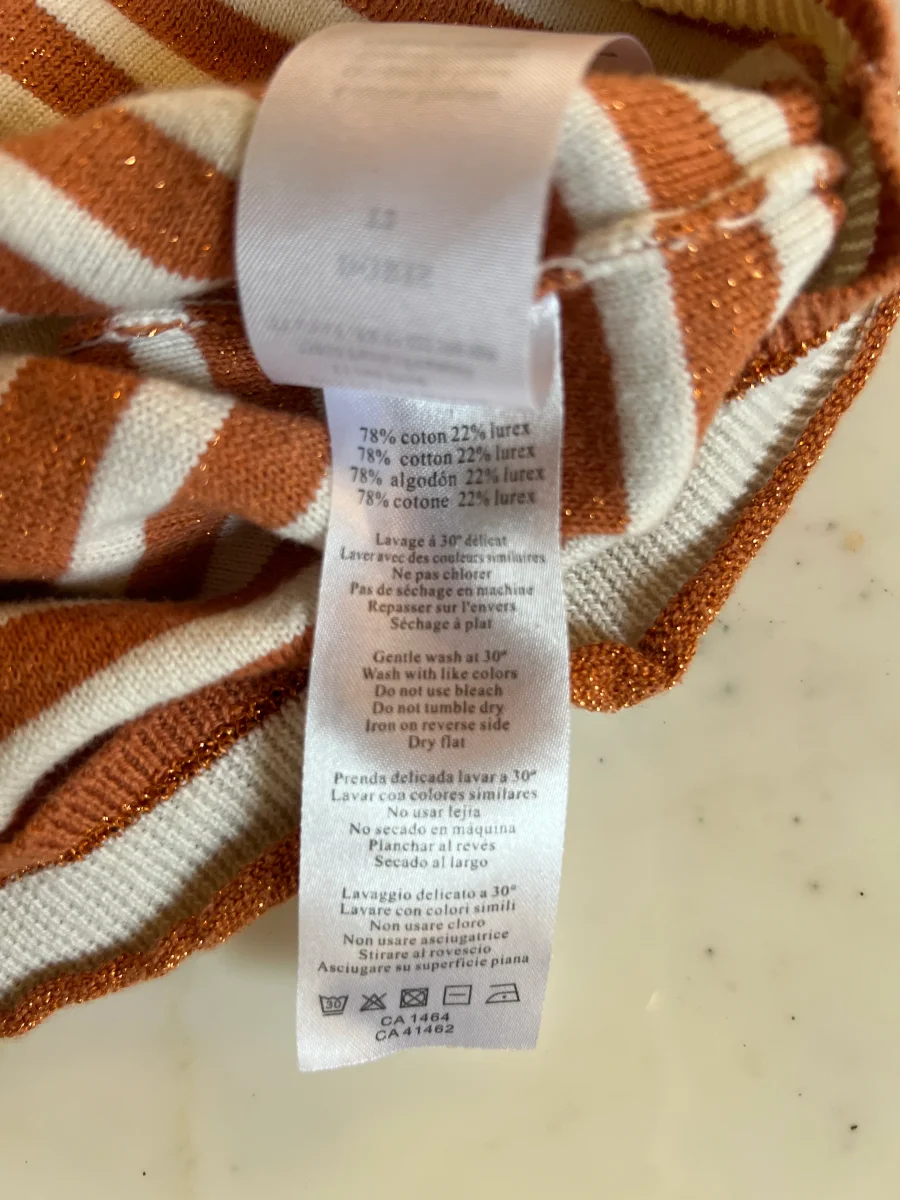 78% coton 22% lurex
78% cotton 22% lurex
78% algodón 22% lurex
78% cotone 22% lurex
Lavage á 30° délicat
Laver avec des couleurs similaires
Ne pas chlorer
Pas de séchage en machine
Repasser sur l'envers
Séchage á plat
Gentle wash at 30°
Wash with like colors
Do not use bleach
Do not tumble dry
Iron on reverse side
Dry flat
Prenda delicada lavar a 30°
Lavar con colores similares
No usar lejía
No secado en máquina
Planchar al revés
Secado al largo
Lavaggio delicato a 30°
Lavare con colori simili
Non usare cloro
Non usare asciugatrice
Stirare al rovescio
Asciugare su superficie piana
30
CA 1464
CA 41462